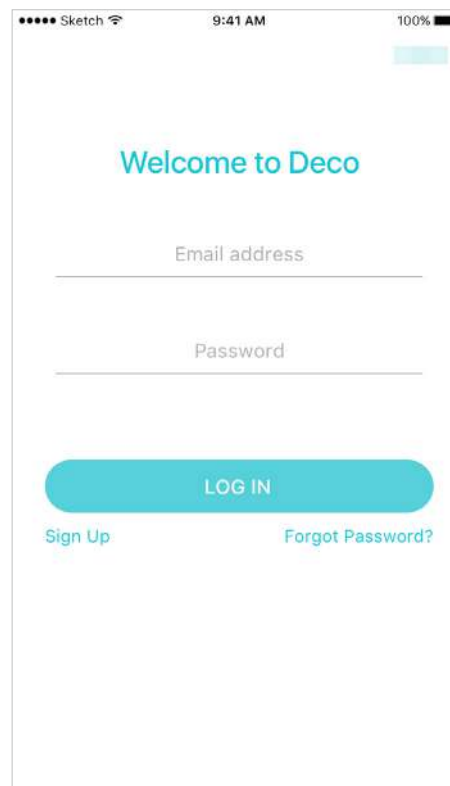 ●●●●● Sketch 9:41 AM 100%
Welcome to Deco
Email address
Password
LOG IN
Sign Up Forgot Password?